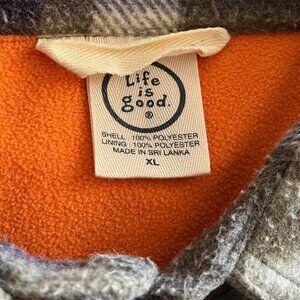 Life
is
good.
®
SHELL : 100% POLYESTER
LINING : 100% POLYESTER
MADE IN SRI LANKA
XL